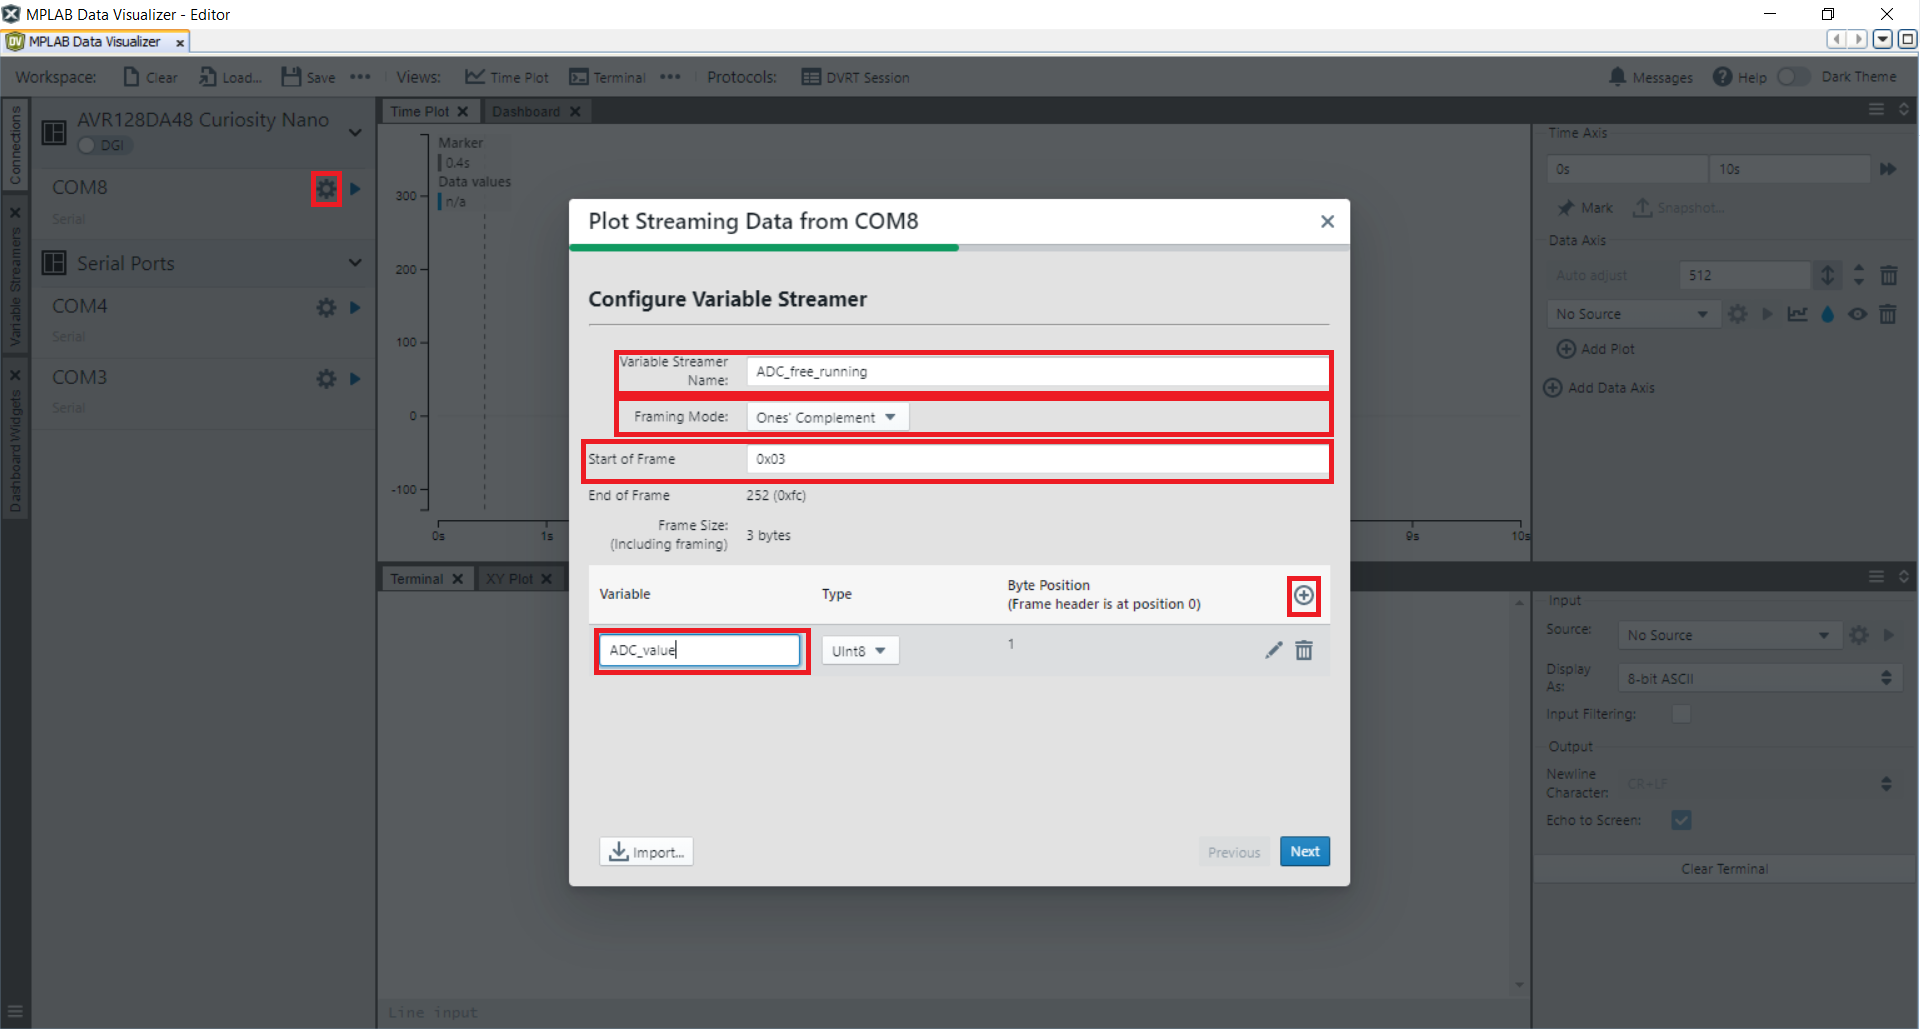 MPLAB Data Visualizer - Editor
MPLAB Data Visualizer
Workspace: Clear Load... Save Views: Time Plot Terminal Protocols: DVRT Session Messages Help Dark Theme
Connections
Variable Streamers
Dashboard Widgets
AVR128DA48 Curiosity Nano
DGI
COM8
Serial
Serial Ports
COM4
Serial
COM3
Serial
Time Plot Dashboard
Marker
0.4s
Data values
n/a
300
200
100
0
-100
0s 1s 9s 10s
Plot Streaming Data from COM8
Configure Variable Streamer
Variable Streamer
Name: ADC_free_running
Framing Mode: Ones' Complement
Start of Frame 0x03
End of Frame 252 (0xfc)
Frame Size:
(Including framing) 3 bytes
Variable Type Byte Position
(Frame header is at position 0)
ADC_value UInt8 1
Import... Previous Next
Time Axis
0s 10s
Mark Snapshot...
Data Axis
Auto adjust 512
No Source
Add Plot
Add Data Axis
Terminal XY Plot
Line input
Input
Source: No Source
Display
As: 8-bit ASCII
Input Filtering:
Output
Newline
Character: CR+LF
Echo to Screen:
Clear Terminal